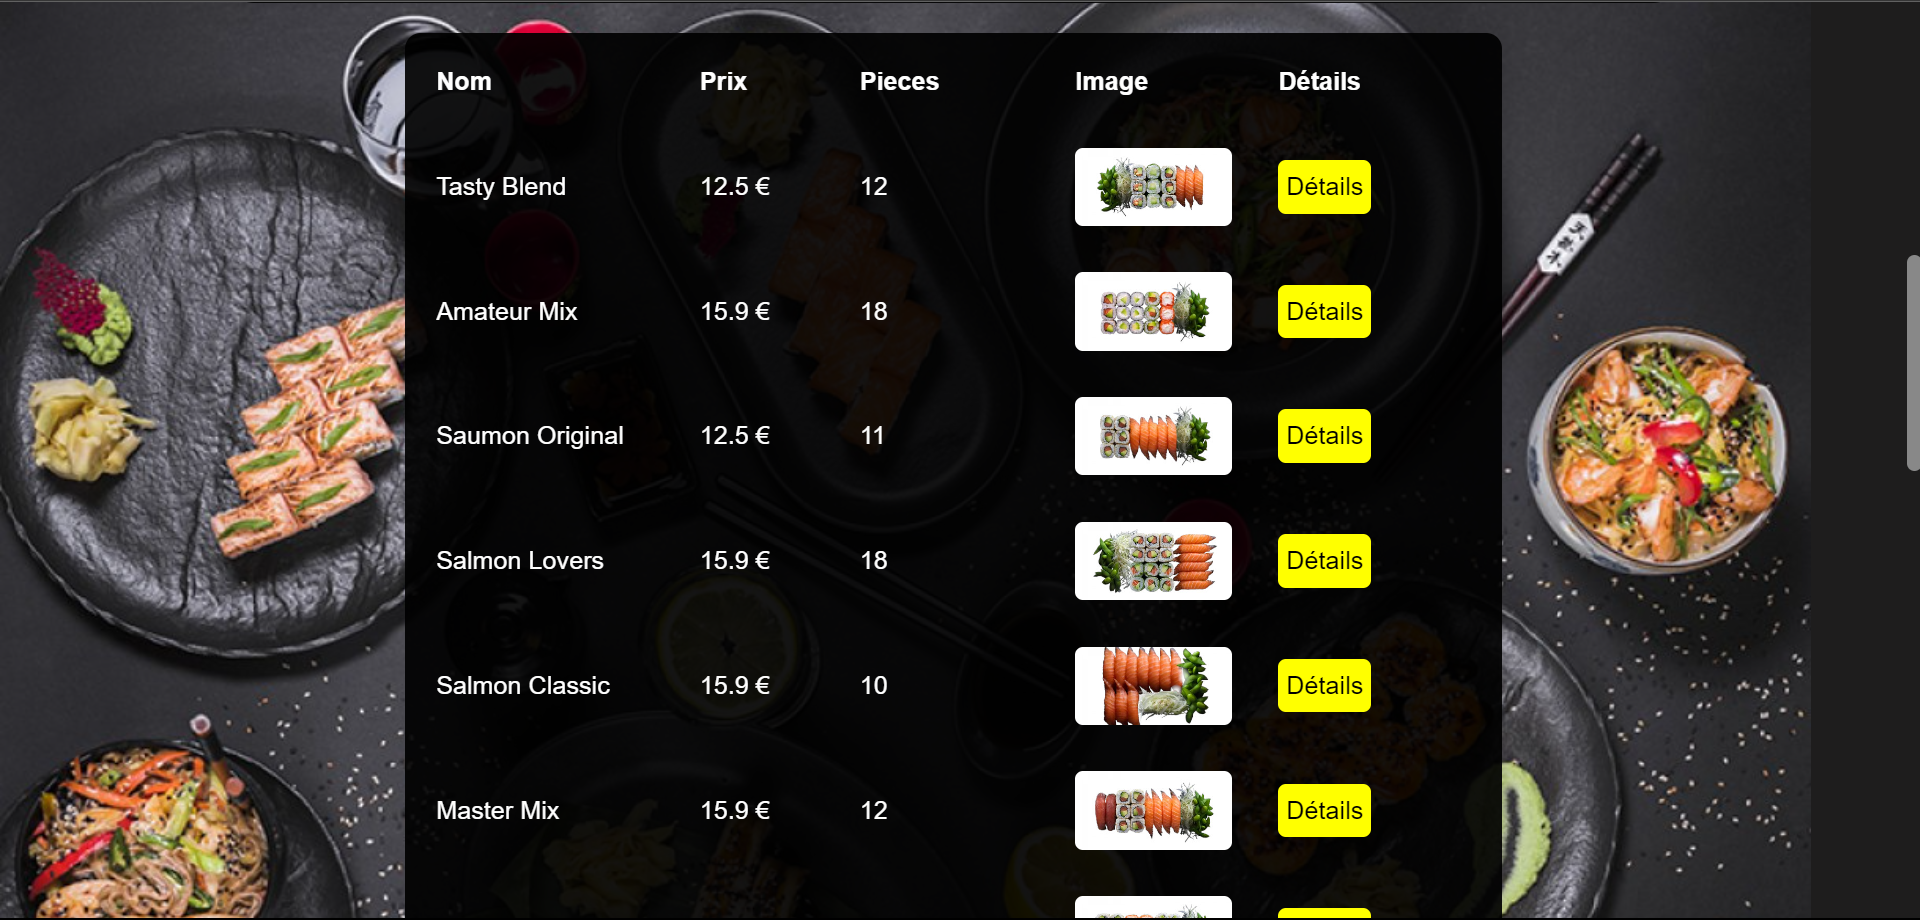 Nom Prix Pieces Image Détails
Tasty Blend 12.5 € 12 Détails
Amateur Mix 15.9 € 18 Détails
Saumon Original 12.5 € 11 Détails
Salmon Lovers 15.9 € 18 Détails
Salmon Classic 15.9 € 10 Détails
Master Mix 15.9 € 12 Détails